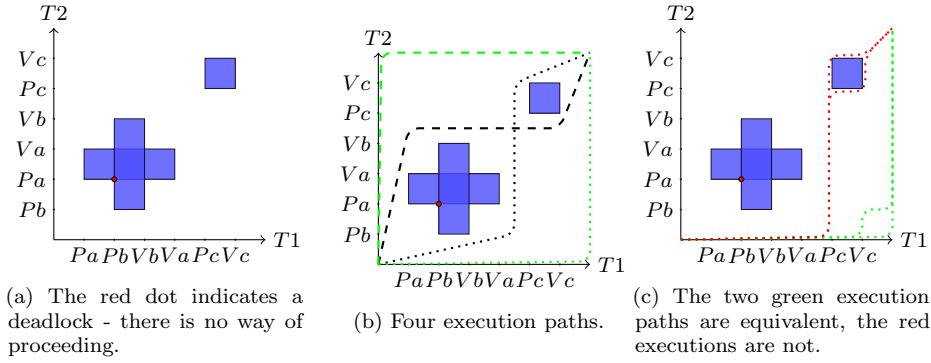 T2
Vc
Pc
Vb
Va
Pa
Pb
Pa Pb Vb Va Pc Vc
T1
(a) The red dot indicates a
deadlock - there is no way of
proceeding.
T2
Vc
Pc
Vb
Va
Pa
Pb
Pa Pb Vb Va Pc Vc
T1
(b) Four execution paths.
T2
Vc
Pc
Vb
Va
Pa
Pb
Pa Pb Vb Va Pc Vc
T1
(c) The two green execution
paths are equivalent, the red
executions are not.